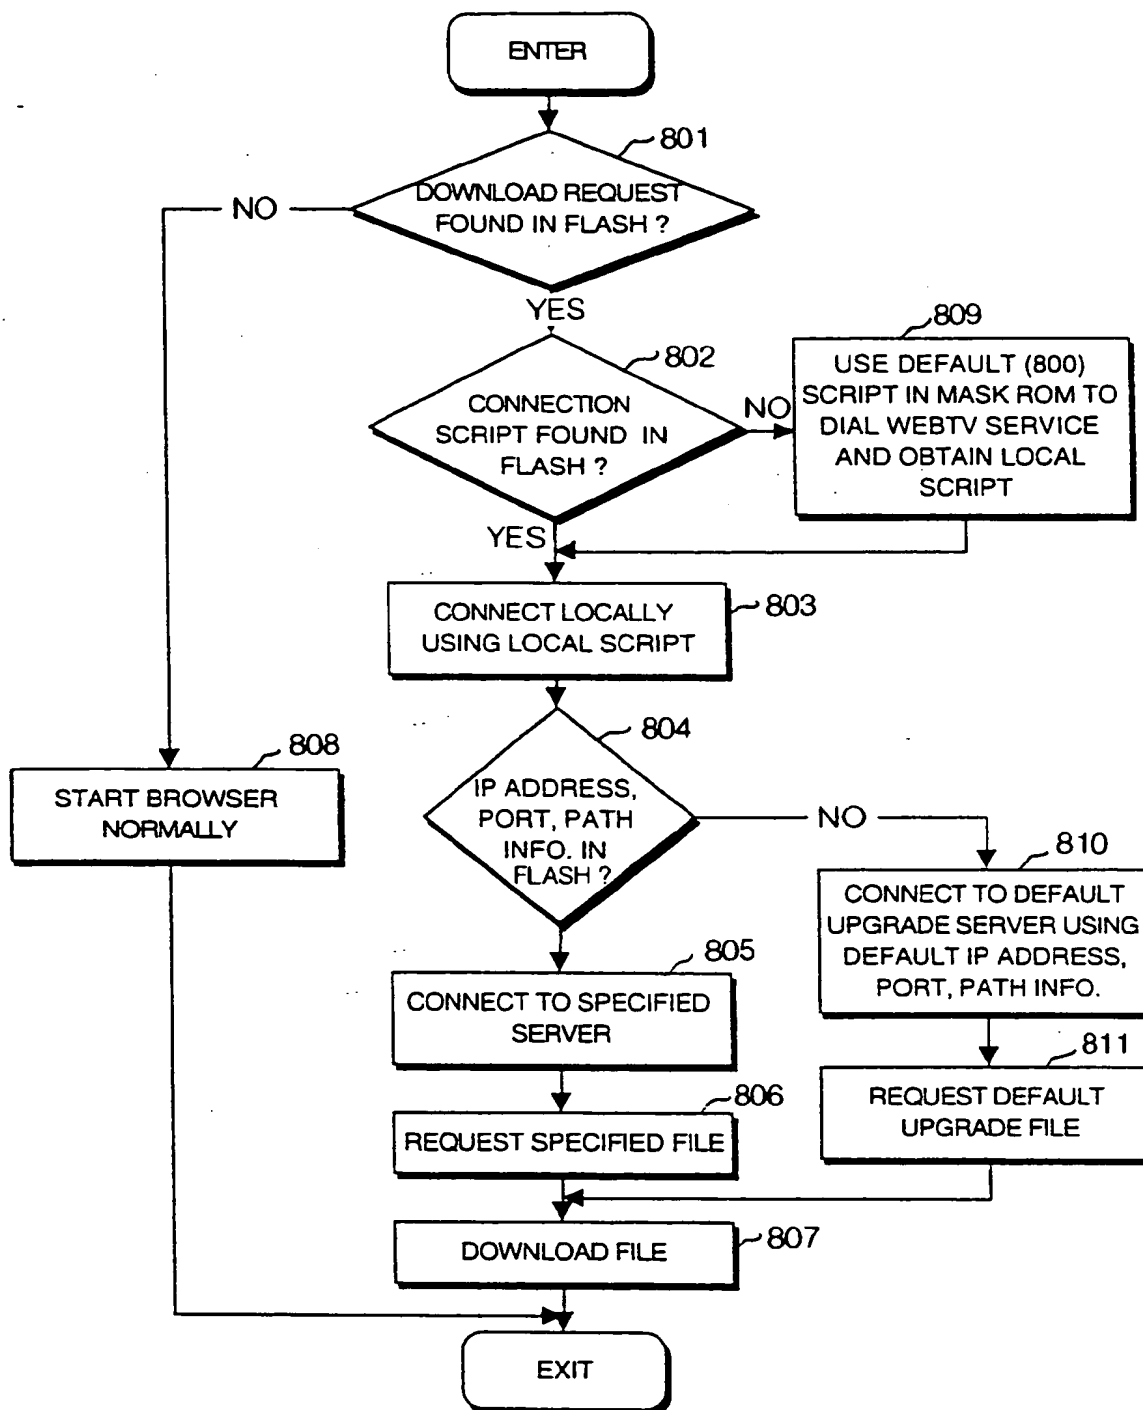 ENTER
801
DOWNLOAD REQUEST
FOUND IN FLASH ?
NO
YES
802
CONNECTION
SCRIPT FOUND IN
FLASH ?
NO
809
USE DEFAULT (800)
SCRIPT IN MASK ROM TO
DIAL WEBTV SERVICE
AND OBTAIN LOCAL
SCRIPT
YES
CONNECT LOCALLY
USING LOCAL SCRIPT
803
804
IP ADDRESS,
PORT, PATH
INFO. IN
FLASH ?
NO
808
START BROWSER
NORMALLY
810
CONNECT TO DEFAULT
UPGRADE SERVER USING
DEFAULT IP ADDRESS,
PORT, PATH INFO.
805
CONNECT TO SPECIFIED
SERVER
811
REQUEST DEFAULT
UPGRADE FILE
806
REQUEST SPECIFIED FILE
DOWNLOAD FILE
807
EXIT